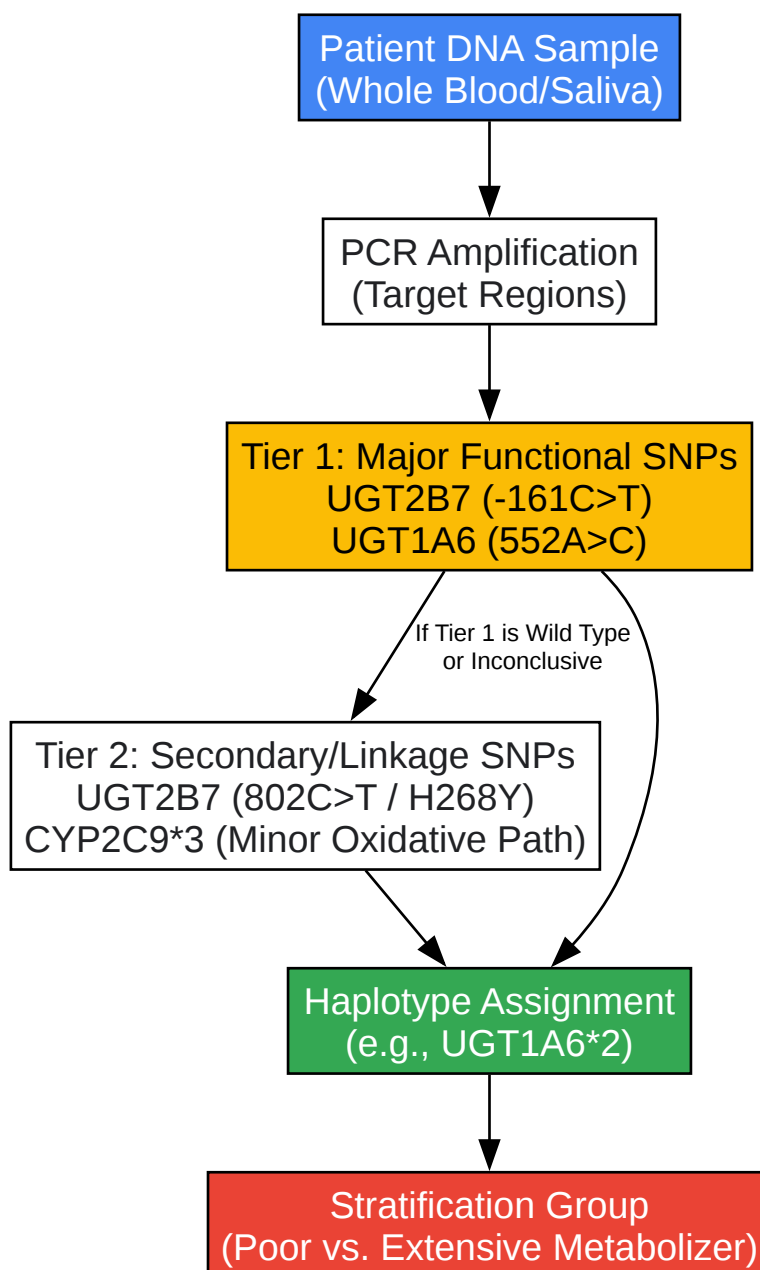 Patient DNA Sample
(Whole Blood/Saliva)
PCR Amplification
(Target Regions)
Tier 1: Major Functional SNPs
UGT2B7 (-161C>T)
UGT1A6 (552A>C)
If Tier 1 is Wild Type
or Inconclusive
Tier 2: Secondary/Linkage SNPs
UGT2B7 (802C>T / H268Y)
CYP2C9*3 (Minor Oxidative Path)
Haplotype Assignment
(e.g., UGT1A6*2)
Stratification Group
(Poor vs. Extensive Metabolizer)